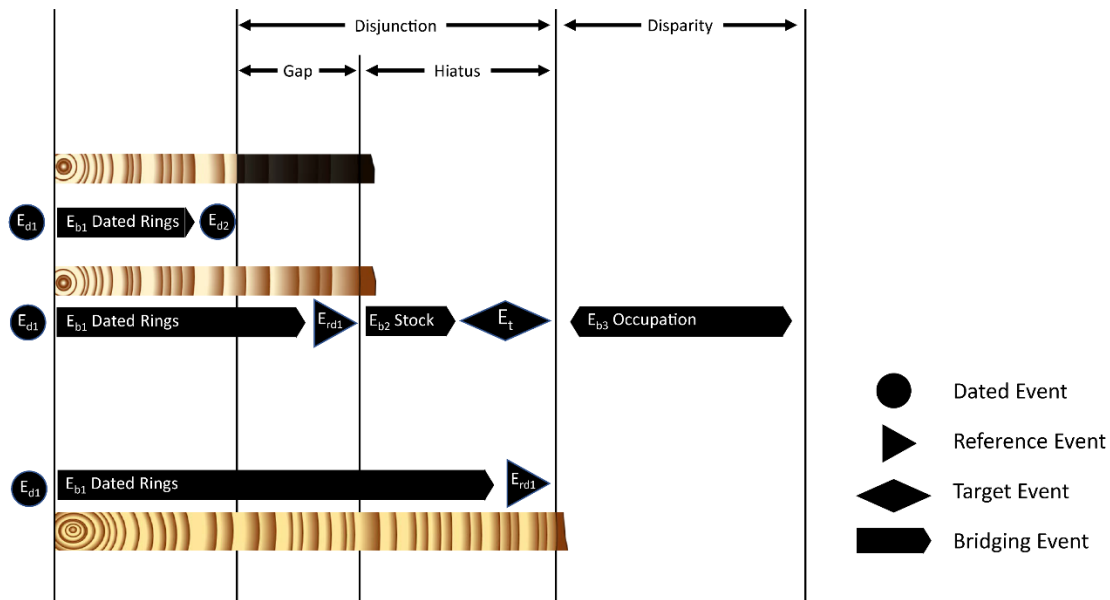 Disjunction
Disparity
Gap
Hiatus
Ed1
Eb1 Dated Rings
Ed2
Ed1
Eb1 Dated Rings
Erd1
Eb2 Stock
Et
Eb3 Occupation
Dated Event
Reference Event
Ed1
Eb1 Dated Rings
Erd1
Target Event
Bridging Event